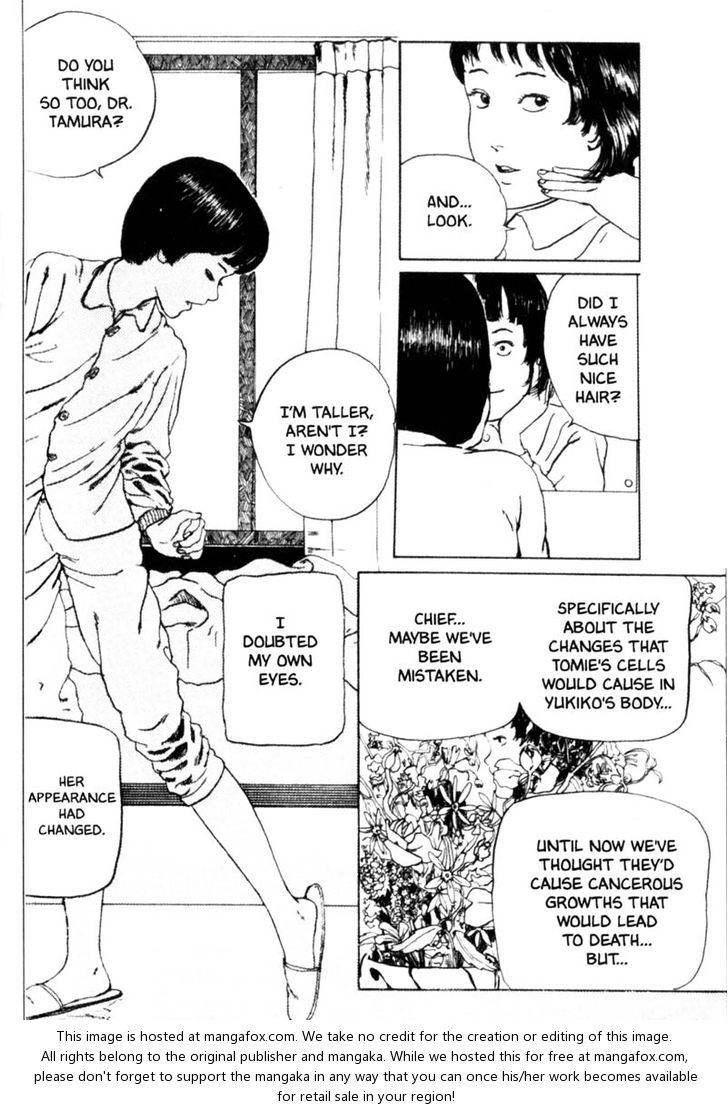 DO YOU
THINK
SO TOO, DR.
TAMURA?
I'M TALLER,
AREN'T I?
I WONDER
WHY.
HER
APPEARANCE
HAD
CHANGED.
I
DOUBTED
MY OWN
EYES.
AND...
LOOK.
DID I
ALWAYS
HAVE
SUCH
NICE
HAIR?
CHIEF...
MAYBE WE'VE
BEEN
MISTAKEN.
SPECIFICALLY
ABOUT THE
CHANGES THAT
TOMIE'S CELLS
WOULD CAUSE IN
YUKIKO'S BODY...
UNTIL NOW WE'VE
THOUGHT THEY'D
CAUSE CANCEROUS
GROWTHS THAT
WOULD LEAD
TO DEATH...
BUT...
This image is hosted at mangafox.com. We take no credit for the creation or editing of this image.
All rights belong to the original publisher and mangaka. While we hosted this for free at mangafox.com,
please don't forget to support the mangaka in any way that you can once his/her work becomes available
for retail sale in your region!